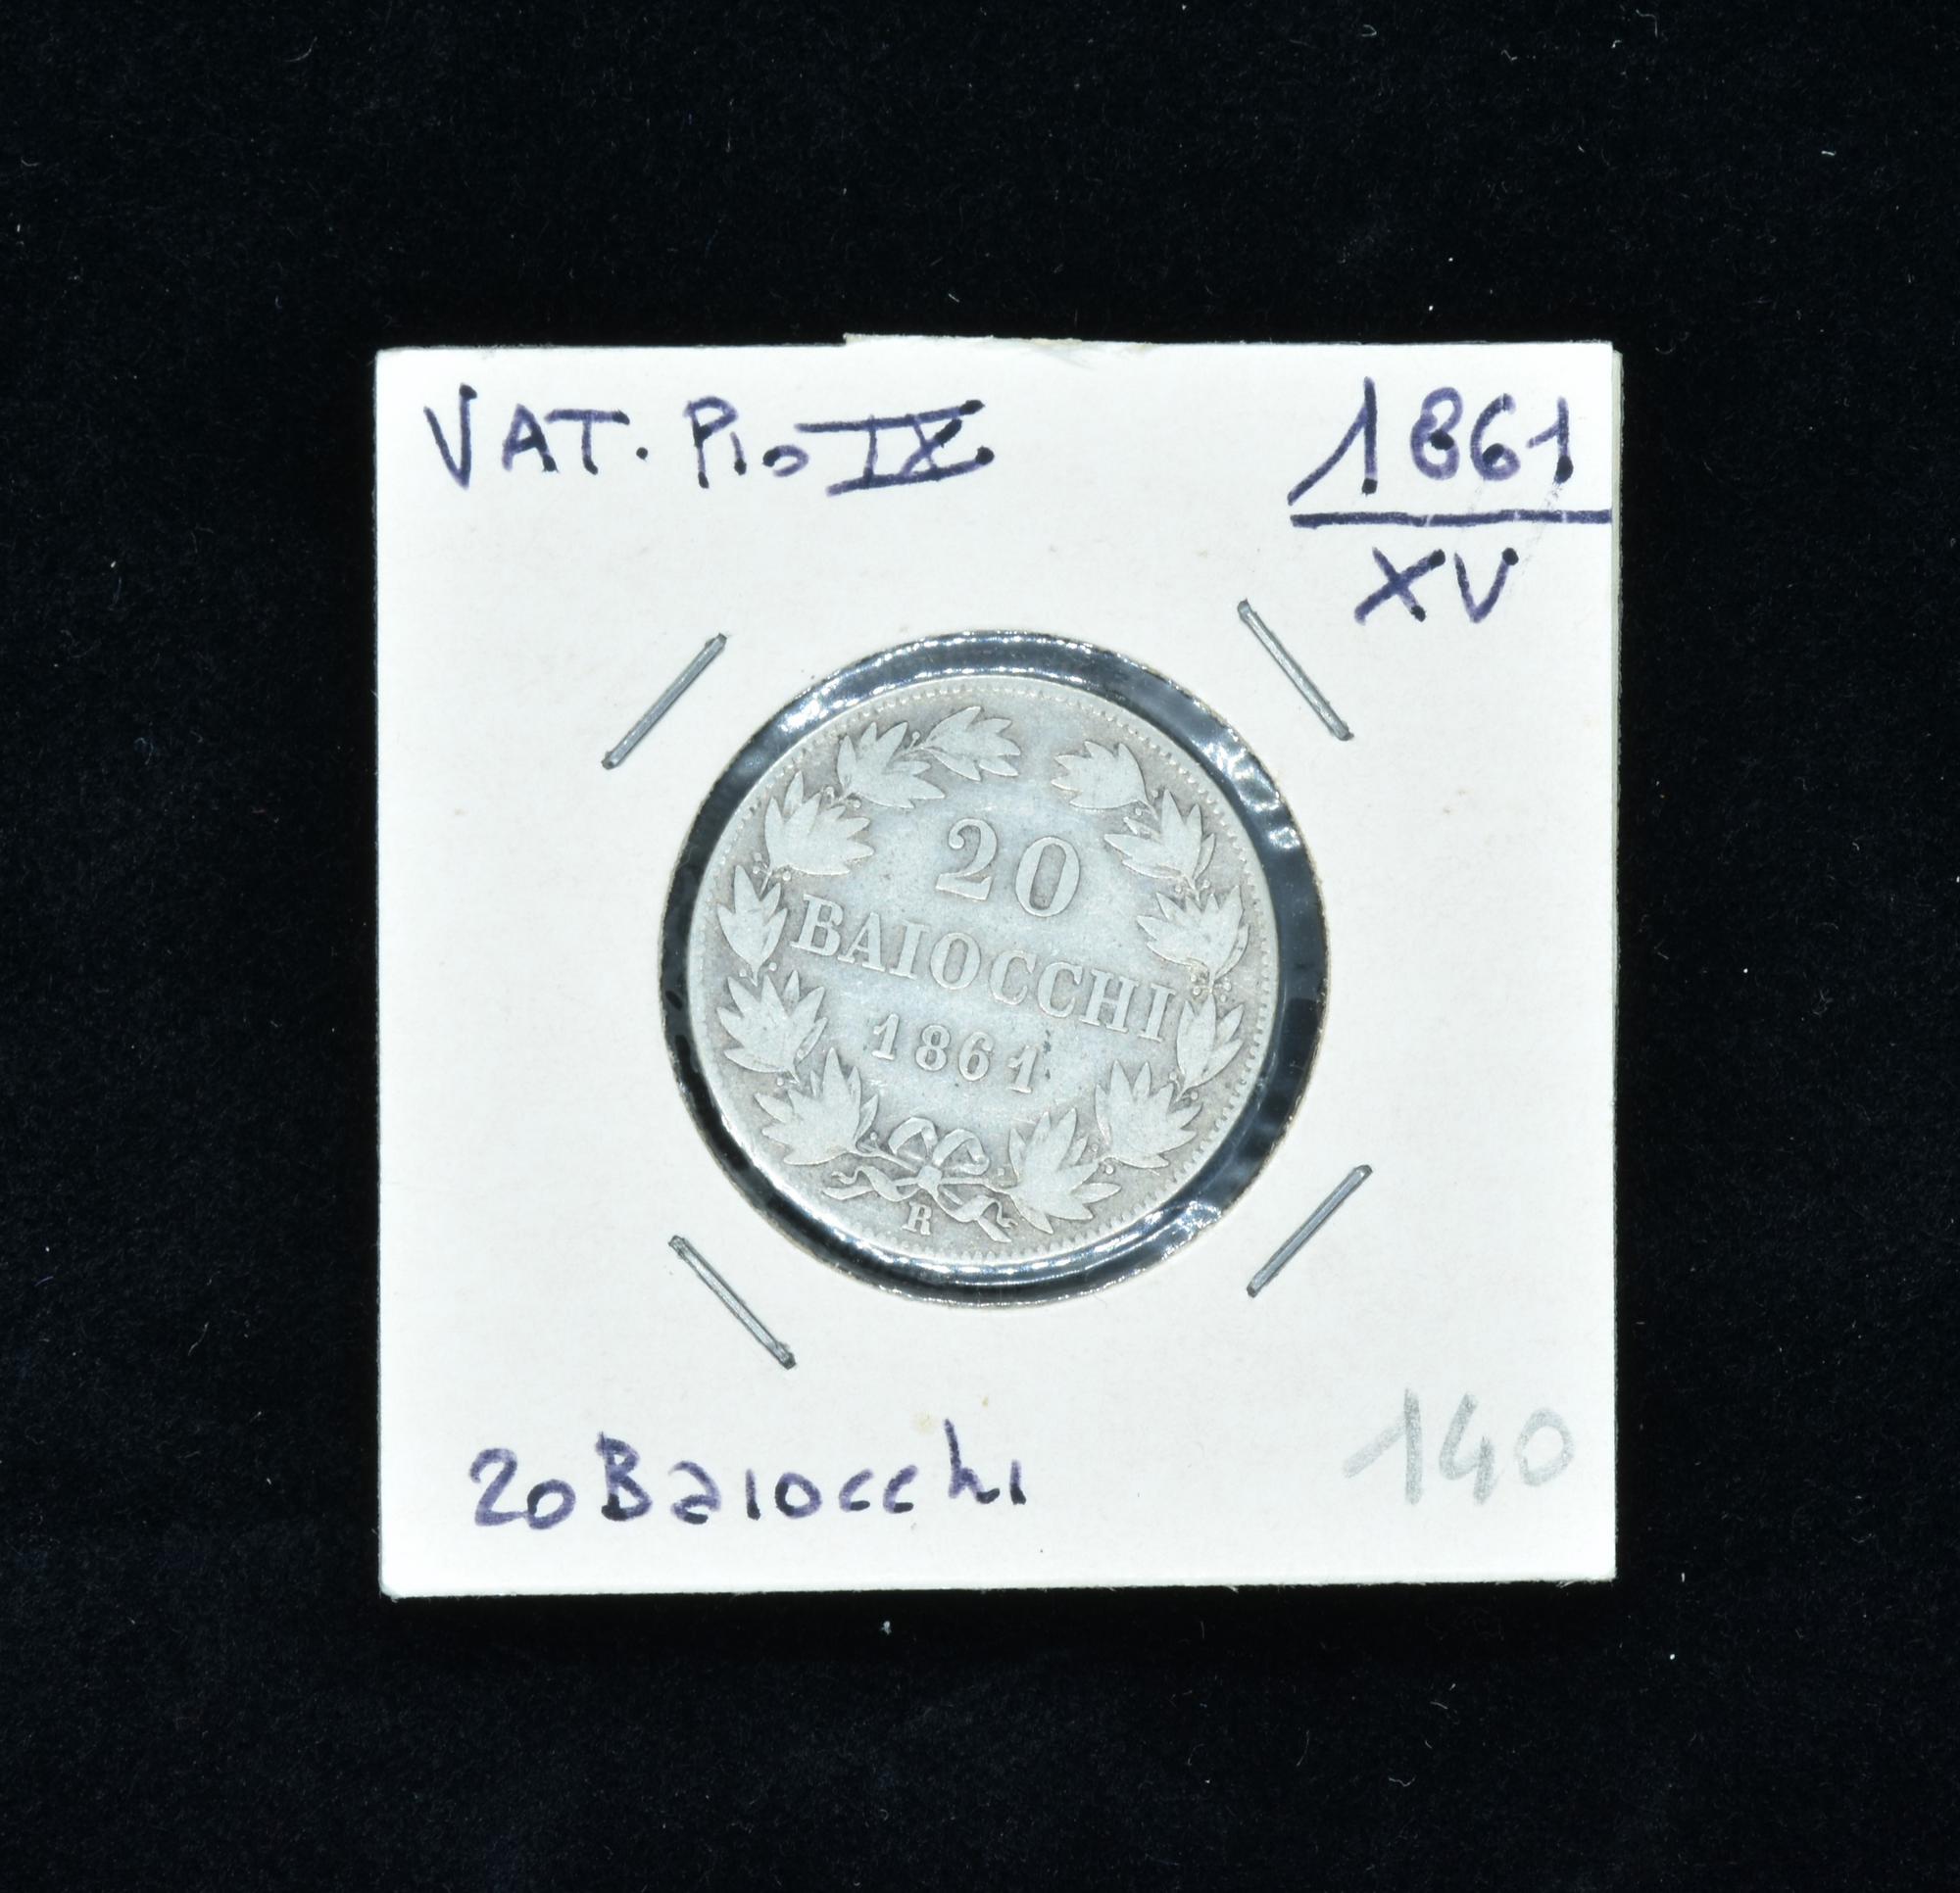 VAT. Pio IX
1861
XV
20
BAIOCCHI
1861
R
20 Baiocchi
140